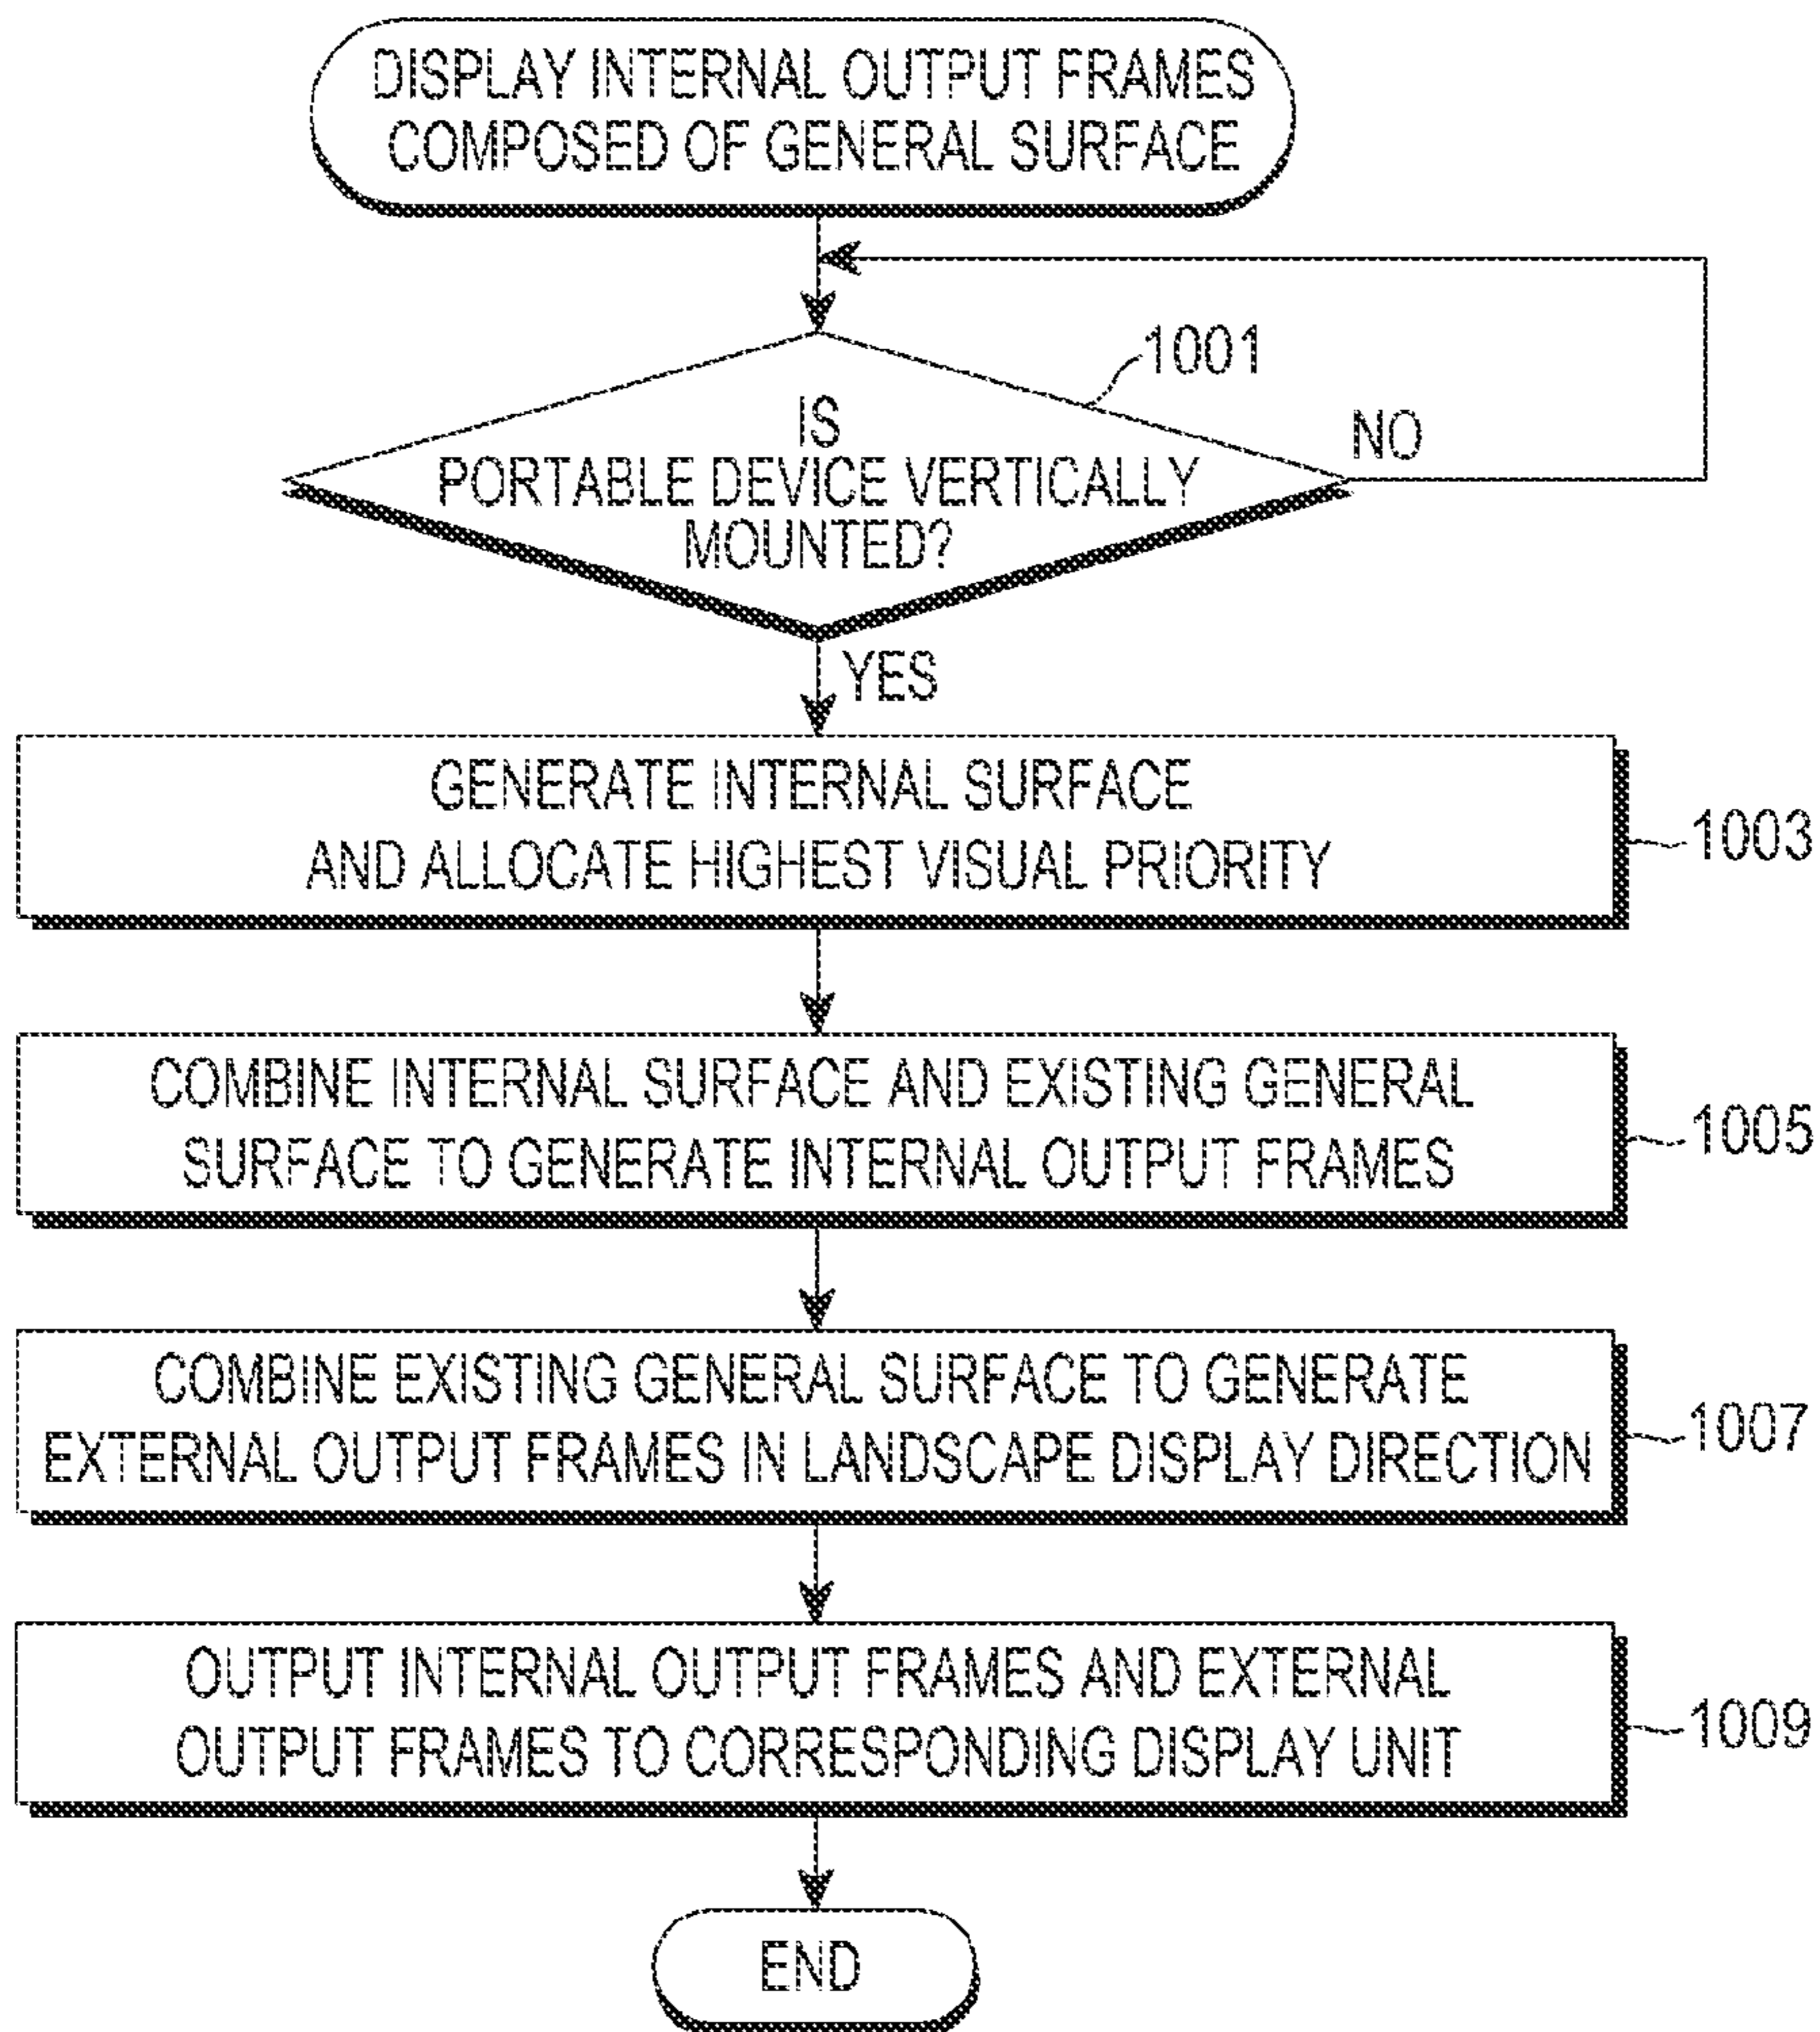 DISPLAY INTERNAL OUTPUT FRAMES
COMPOSED OF GENERAL SURFACE
1001
IS
PORTABLE DEVICE VERTICALLY
MOUNTED?
NO
YES
GENERATE INTERNAL SURFACE
AND ALLOCATE HIGHEST VISUAL PRIORITY
1003
COMBINE INTERNAL SURFACE AND EXISTING GENERAL
SURFACE TO GENERATE INTERNAL OUTPUT FRAMES
1005
COMBINE EXISTING GENERAL SURFACE TO GENERATE
EXTERNAL OUTPUT FRAMES IN LANDSCAPE DISPLAY DIRECTION
1007
OUTPUT INTERNAL OUTPUT FRAMES AND EXTERNAL
OUTPUT FRAMES TO CORRESPONDING DISPLAY UNIT
1009
END